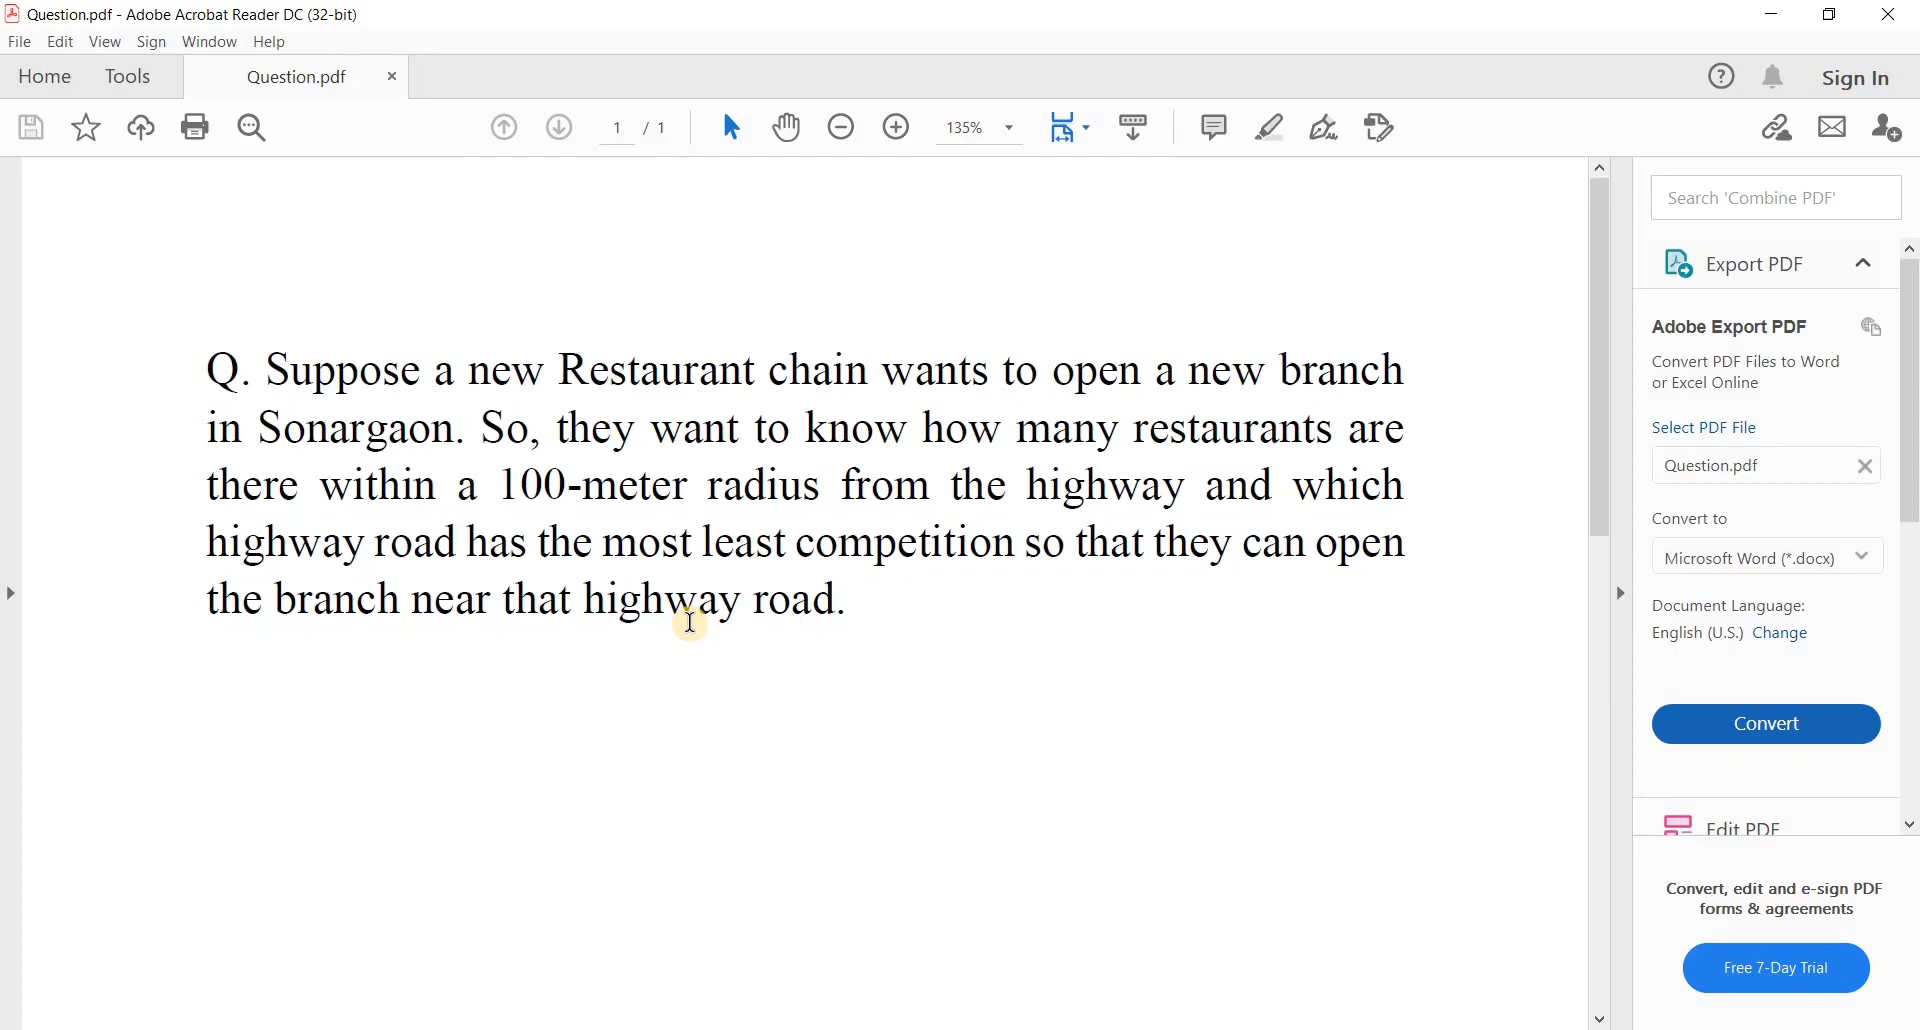 Question.pdf - Adobe Acrobat Reader DC (32-bit)
File Edit View Sign Window Help
Home Tools Question.pdf Sign In
1 / 1 135%
Q. Suppose a new Restaurant chain wants to open a new branch
in Sonargaon. So, they want to know how many restaurants are
there within a 100-meter radius from the highway and which
highway road has the most least competition so that they can open
the branch near that highway road.
Search 'Combine PDF'
Export PDF
Adobe Export PDF
Convert PDF Files to Word
or Excel Online
Select PDF File
Question.pdf
Convert to
Microsoft Word (*.docx)
Document Language:
English (U.S.) Change
Convert
Edit PDF
Convert, edit and e-sign PDF
forms & agreements
Free 7-Day Trial